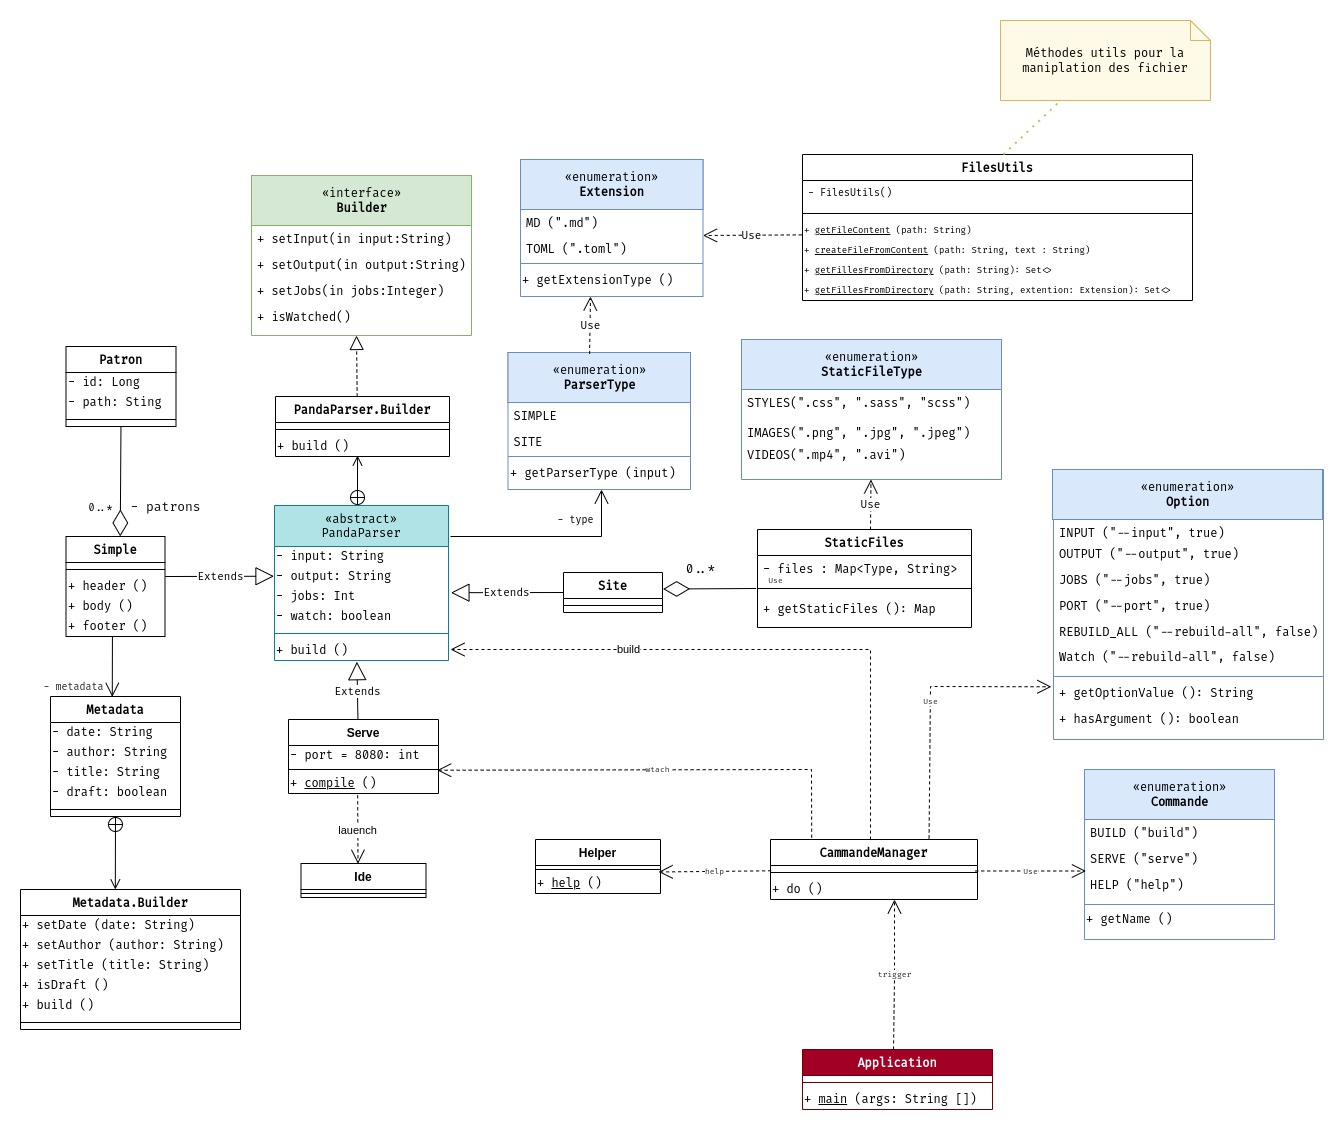 Méthodes utils pour la
maniplation des fichier
FilesUtils
- FilesUtils()
+ getFileContent (path: String)
+ createFileFromContent (path: String, text : String)
+ getFillesFromDirectory (path: String): Set<>
+ getFillesFromDirectory (path: String, extention: Extension): Set<>
Use
«enumeration»
Extension
MD (".md")
TOML (".toml")
+ getExtensionType ()
Use
«interface»
Builder
+ setInput(in input:String)
+ setOutput(in output:String)
+ setJobs(in jobs:Integer)
+ isWatched()
Patron
- id: Long
- path: Sting
0..*
- patrons
PandaParser.Builder
+ build ()
«enumeration»
ParserType
SIMPLE
SITE
+ getParserType (input)
- type
«enumeration»
StaticFileType
STYLES(".css", ".sass", "scss")
IMAGES(".png", ".jpg", ".jpeg")
VIDEOS(".mp4", ".avi")
Use
«enumeration»
Option
INPUT ("--input", true)
OUTPUT ("--output", true)
JOBS ("--jobs", true)
PORT ("--port", true)
REBUILD_ALL ("--rebuild-all", false)
Watch ("--rebuild-all", false)
+ getOptionValue (): String
+ hasArgument (): boolean
Simple
+ header ()
+ body ()
+ footer ()
Extends
«abstract»
PandaParser
- input: String
- output: String
- jobs: Int
- watch: boolean
+ build ()
Extends
Site
0..*
StaticFiles
- files : Map<Type, String>
Use
+ getStaticFiles (): Map
build
Extends
- metadata
Metadata
- date: String
- author: String
- title: String
- draft: boolean
Serve
- port = 8080: int
+ compile ()
wtach
Use
lauench
Ide
Helper
+ help ()
help
CammandeManager
+ do ()
Use
«enumeration»
Commande
BUILD ("build")
SERVE ("serve")
HELP ("help")
+ getName ()
Metadata.Builder
+ setDate (date: String)
+ setAuthor (author: String)
+ setTitle (title: String)
+ isDraft ()
+ build ()
trigger
Application
+ main (args: String [])